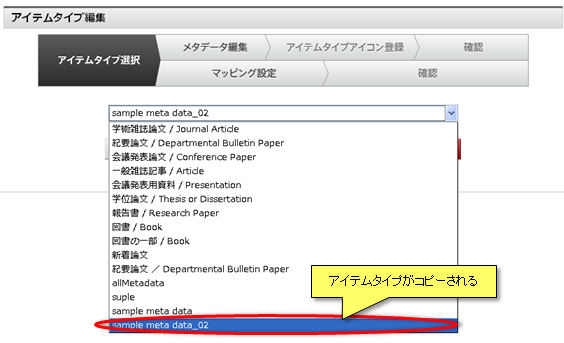 アイテムタイプ編集
アイテムタイプ選択
メタデータ編集
アイテムタイプアイコン登録
確認
マッピング設定
確認
sample meta data_02
学術雑誌論文 / Journal Article
紀要論文 / Departmental Bulletin Paper
会議発表論文 / Conference Paper
一般雑誌記事 / Article
会議発表用資料 / Presentation
学位論文 / Thesis or Dissertation
報告書 / Research Paper
図書 / Book
図書の一部 / Book
新着論文
紀要論文 ／ Departmental Bulletin Paper
allMetadata
suple
sample meta data
sample meta data_02
アイテムタイプがコピーされる